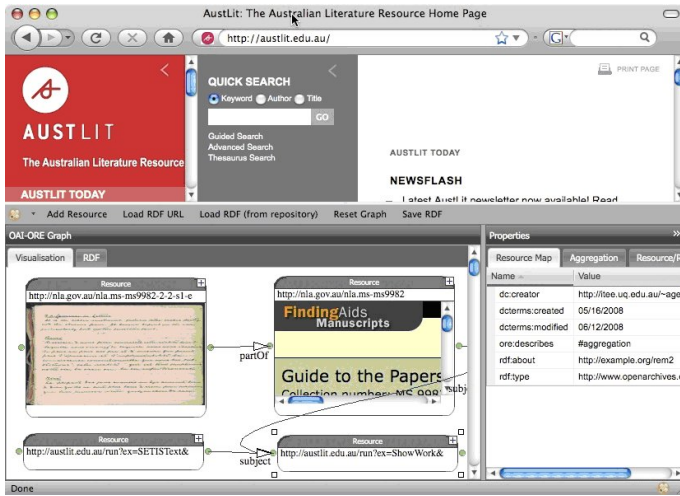 AustLit: The Australian Literature Resource Home Page
http://austlit.edu.au/
AUSTLIT
The Australian Literature Resource
AUSTLIT TODAY
QUICK SEARCH
Keyword Author Title
GO
Guided Search
Advanced Search
Thesaurus Search
PRINT PAGE
AUSTLIT TODAY
NEWSFLASH
Latest AustLit newsletter now available! Read
Add Resource Load RDF URL Load RDF (from repository) Reset Graph Save RDF
OAI-ORE Graph
Visualisation RDF
Resource
http://nla.gov.au/nla.ms-ms9982-2-2-s1-e
partOf
Resource
http://nla.gov.au/nla.ms-ms9982
FindingAids
Manuscripts
Guide to the Papers
Collection number: MS 998
subj
Resource
http://austlit.edu.au/run?ex=SETISText&
subject
Resource
http://austlit.edu.au/run?ex=ShowWork&
Properties »
Resource Map Aggregation Resource/R
Name Value
dc:creator http://itee.uq.edu.au/~age
dcterms:created 05/16/2008
dcterms:modified 06/12/2008
ore:describes #aggregation
rdf:about http://example.org/rem2
rdf:type http://www.openarchives.
Done